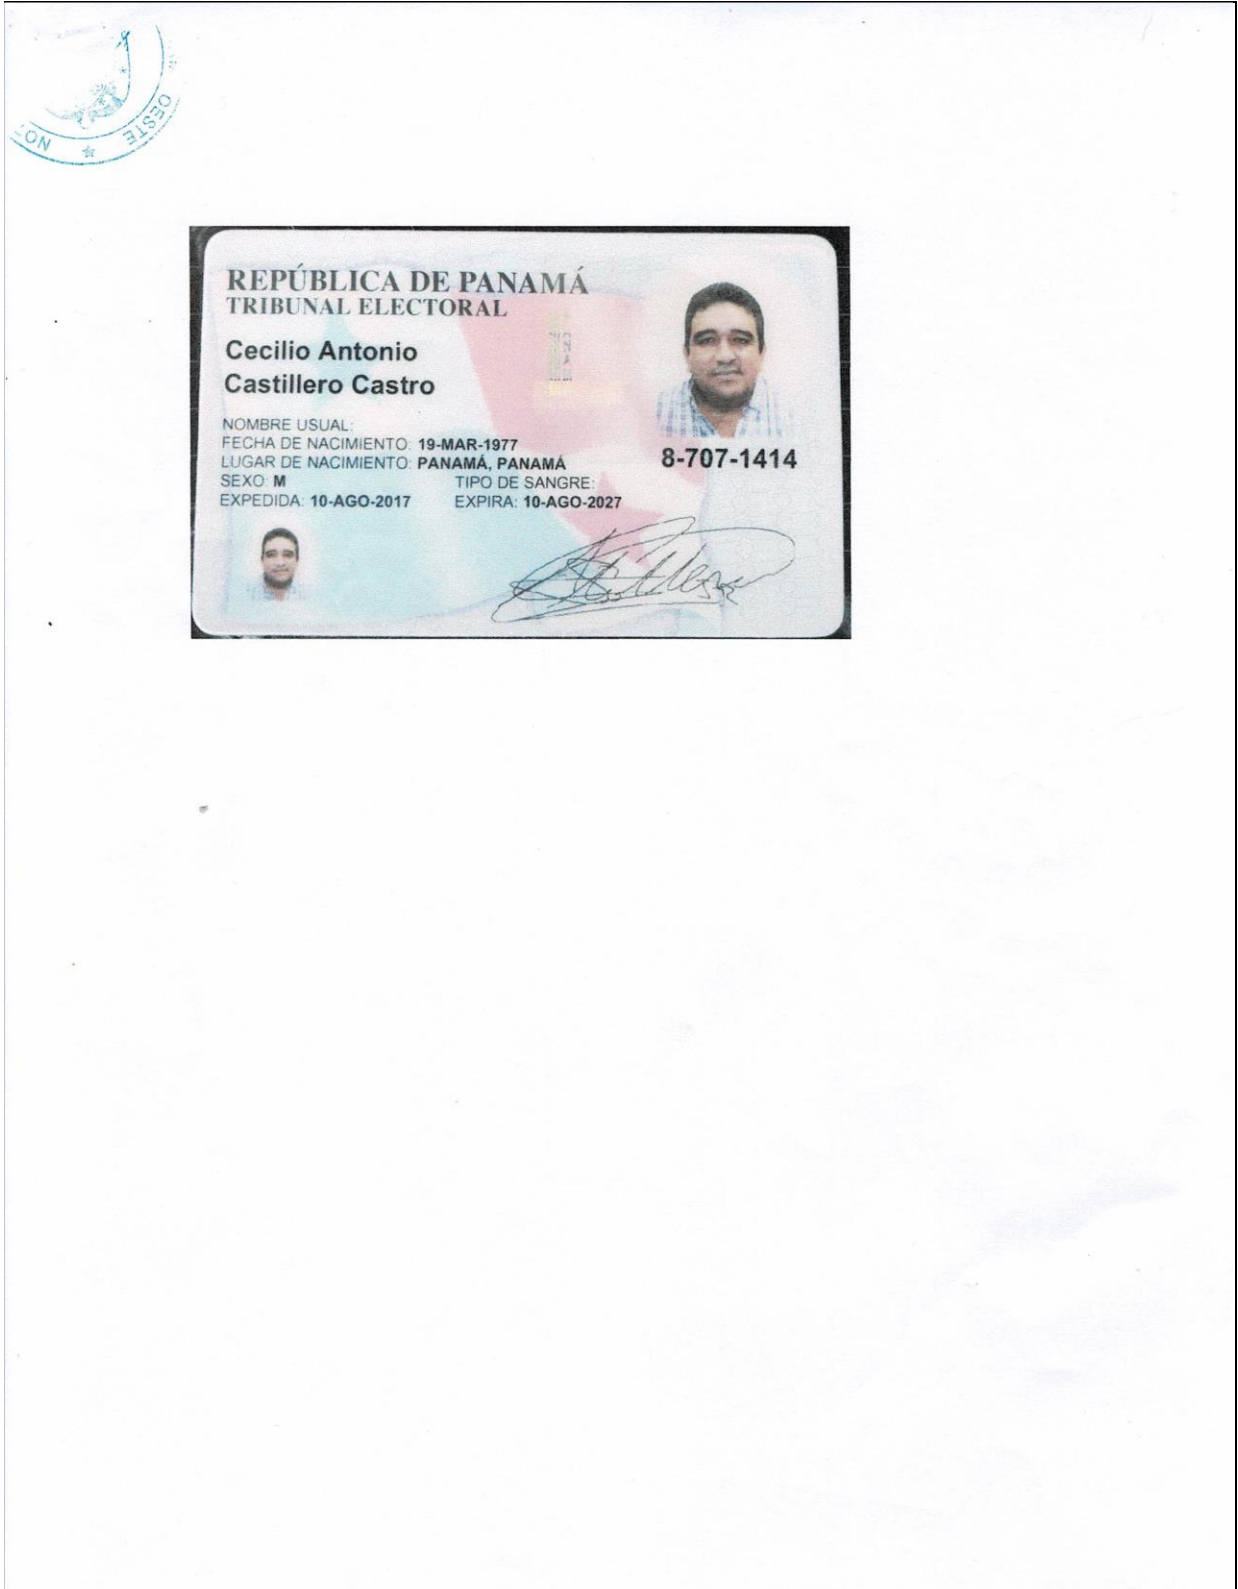 NO
OESTE
REPÚBLICA DE PANAMÁ
TRIBUNAL ELECTORAL
Cecilio Antonio
Castillero Castro
NOMBRE USUAL:
FECHA DE NACIMIENTO: 19-MAR-1977
LUGAR DE NACIMIENTO: PANAMÁ, PANAMÁ
SEXO: M TIPO DE SANGRE:
EXPEDIDA: 10-AGO-2017 EXPIRA: 10-AGO-2027
8-707-1414